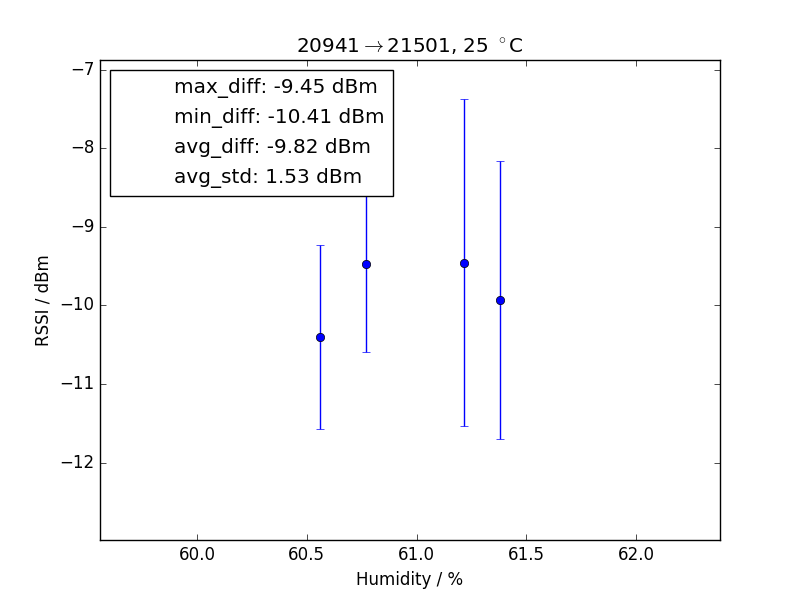 20941→21501, 25 °C
max_diff: -9.45 dBm
min_diff: -10.41 dBm
avg_diff: -9.82 dBm
avg_std: 1.53 dBm
RSSI / dBm
−7
−8
−9
−10
−11
−12
60.0 60.5 61.0 61.5 62.0
Humidity / %